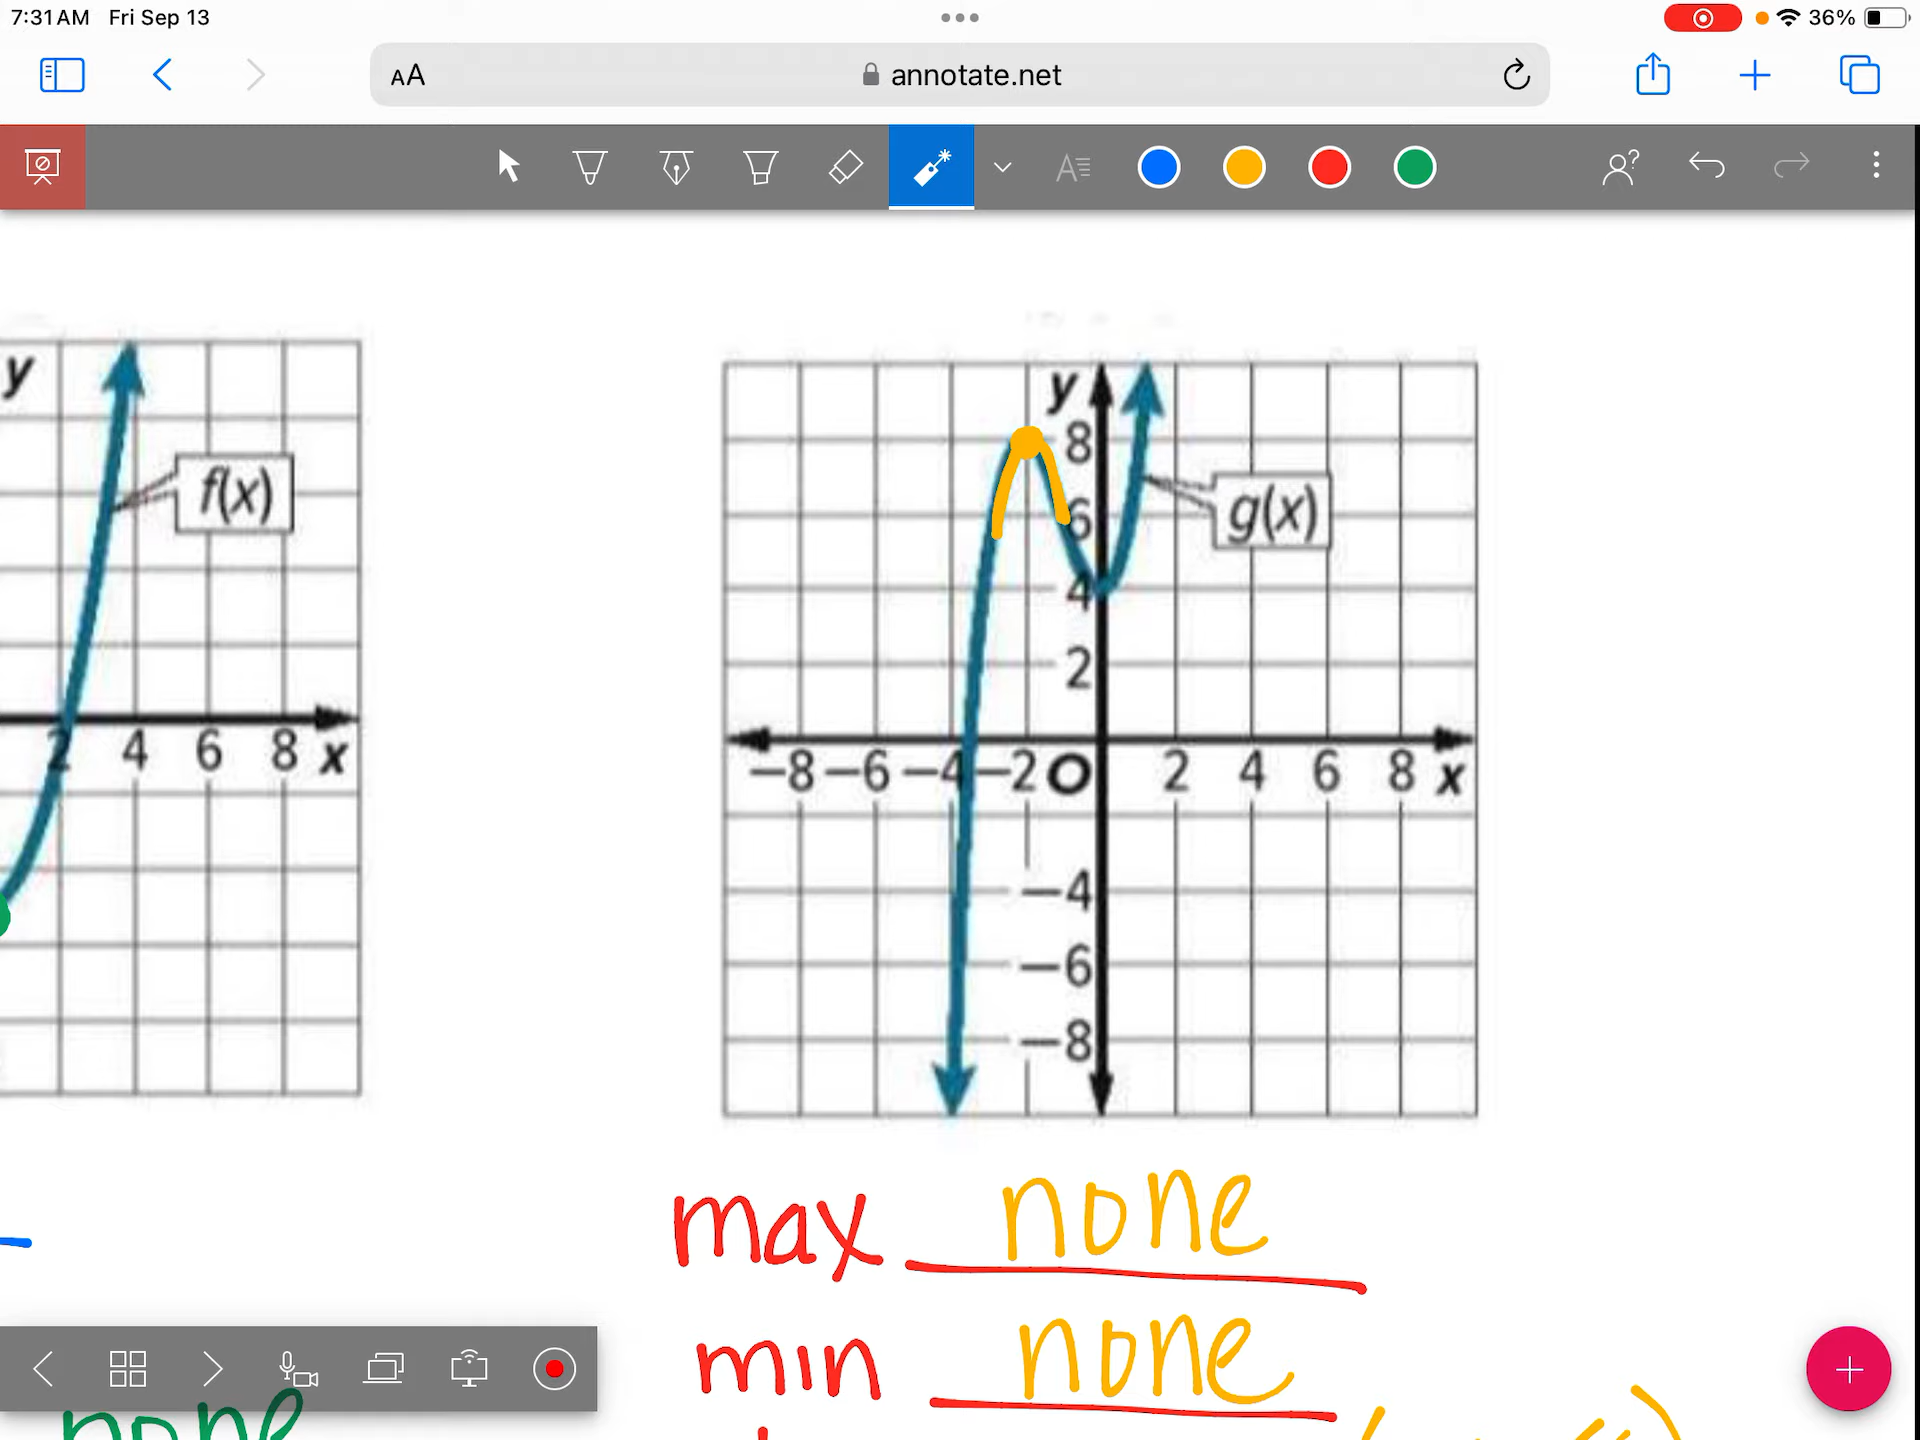 7:31 AM Fri Sep 13
36%
AA annotate.net
y
f(x)
2 4 6 8 x
y
8
6
g(x)
4
2
−8 −6 −4 −2 O 2 4 6 8 x
−4
−6
−8
max none
min none
none